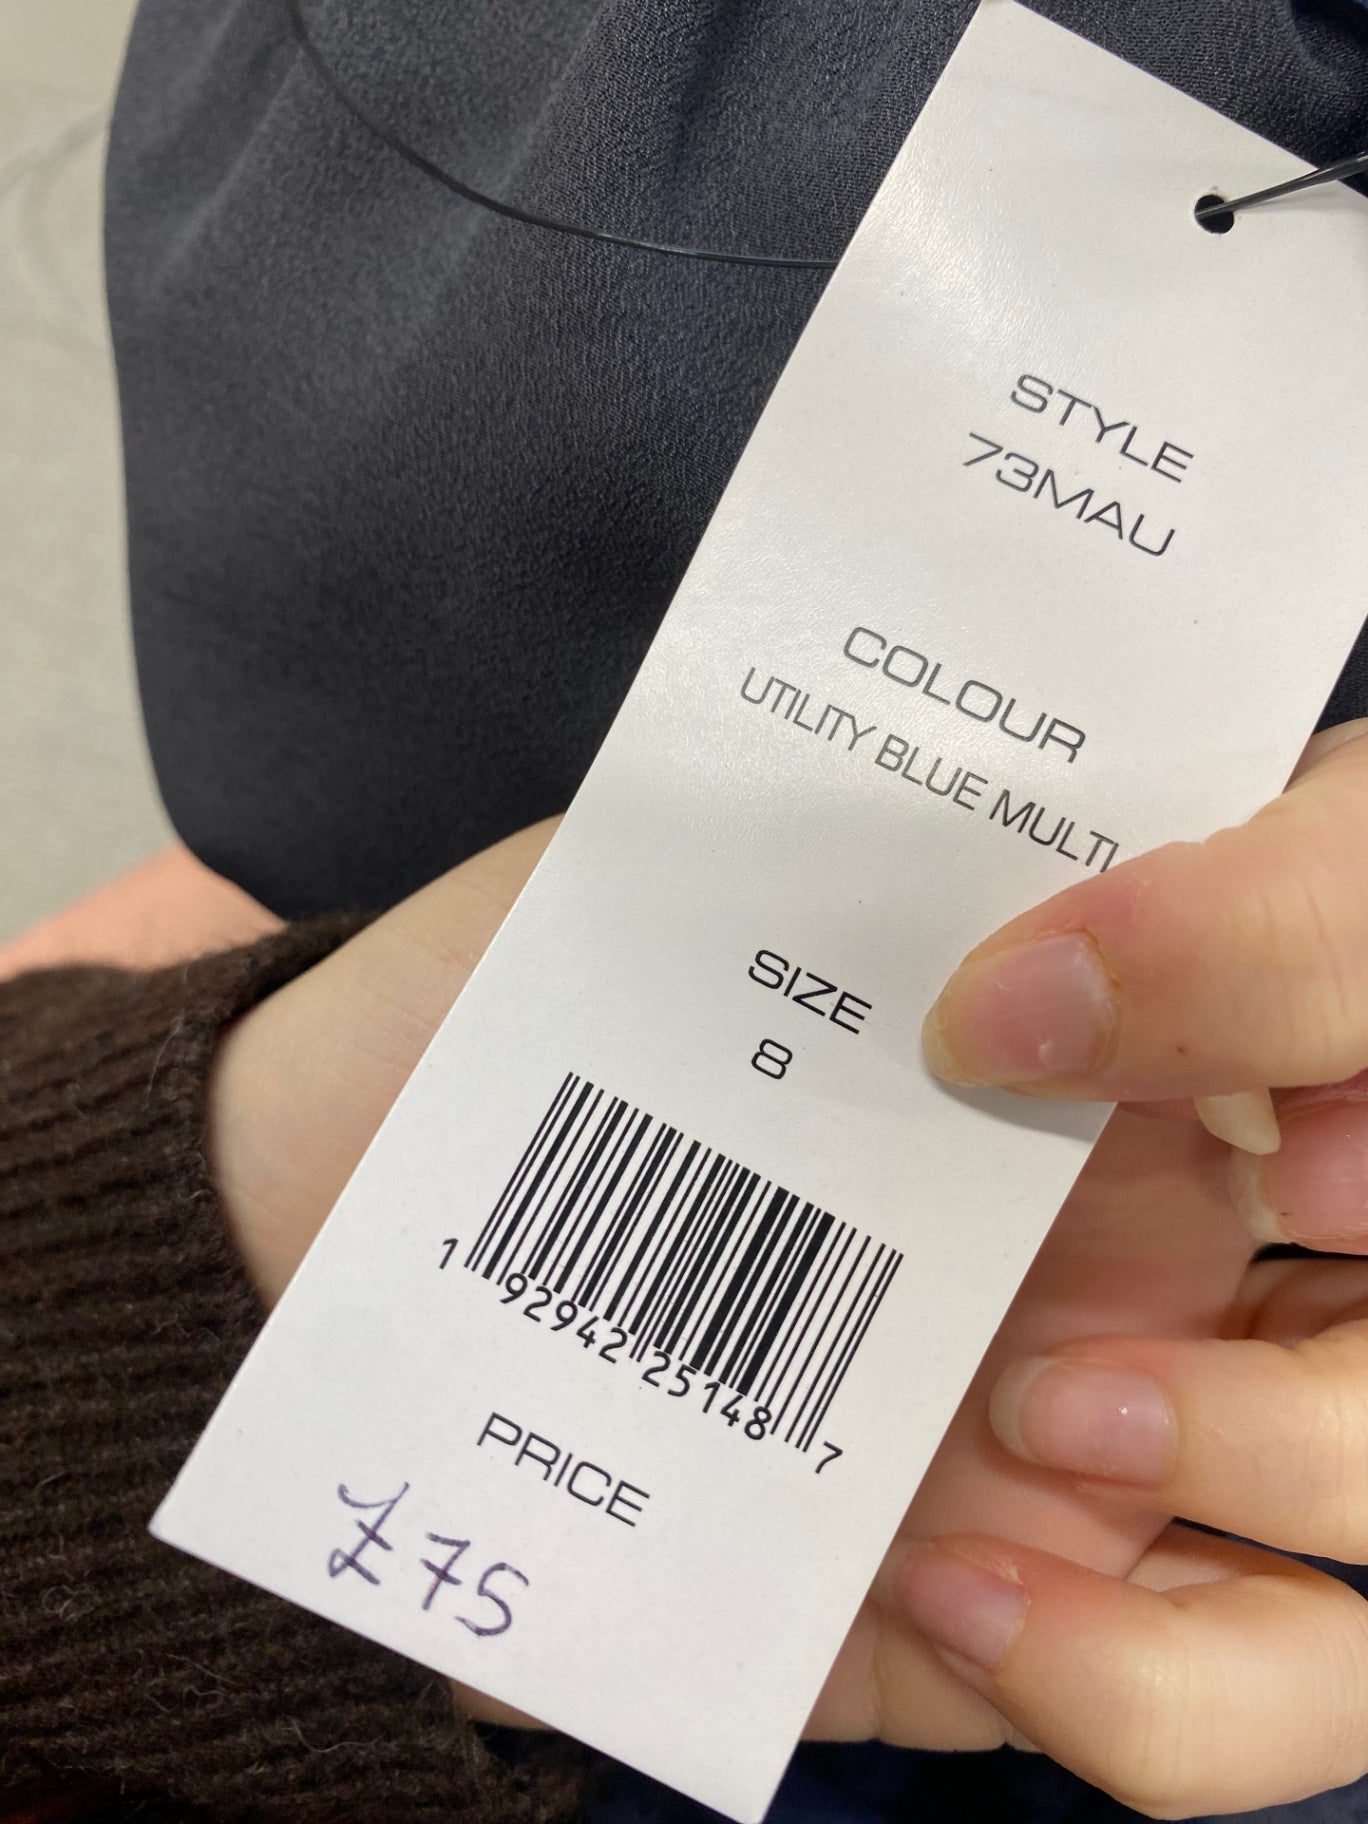 STYLE
73MAU
COLOUR
UTILITY BLUE MULTI
SIZE
8
1 92942 25148 7
PRICE
£75